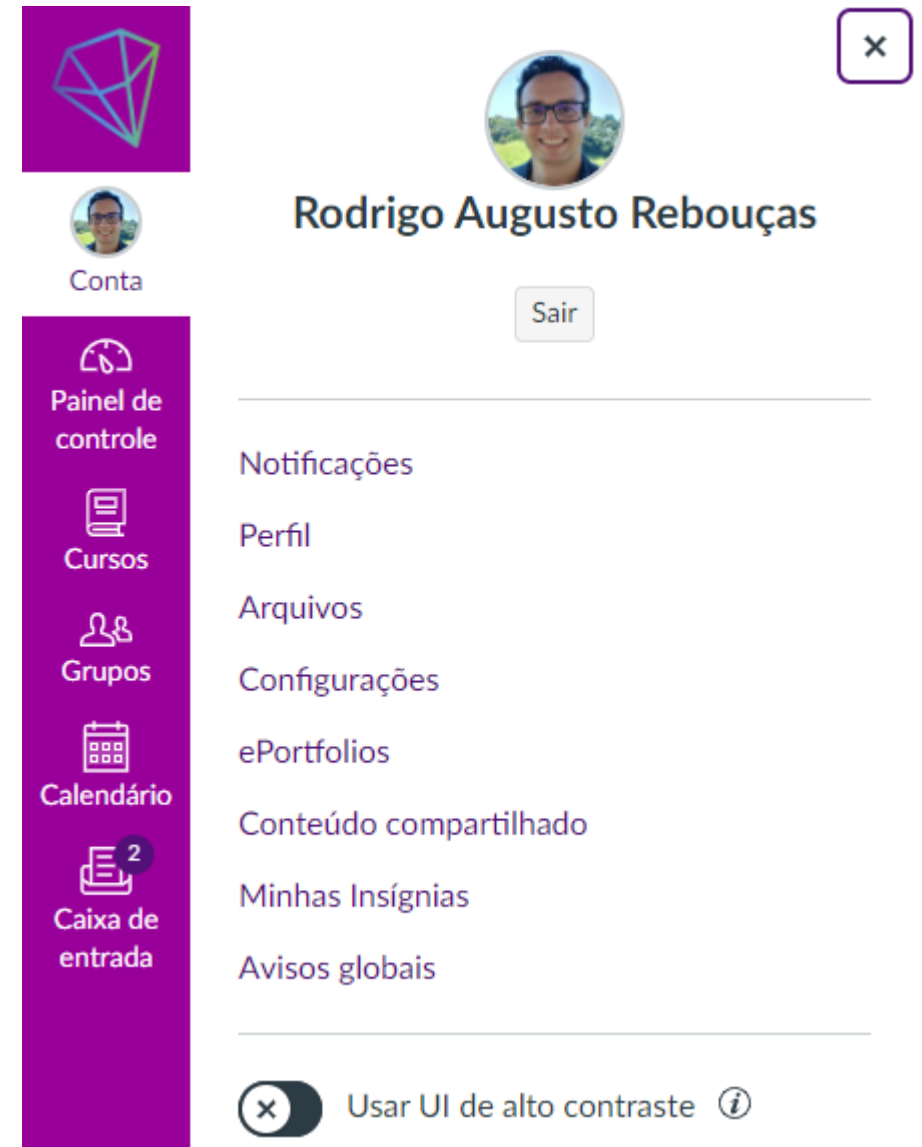 Conta
Painel de
controle
Cursos
Grupos
Calendário
2
Caixa de
entrada
Rodrigo Augusto Rebouças
Sair
Notificações
Perfil
Arquivos
Configurações
ePortfolios
Conteúdo compartilhado
Minhas Insígnias
Avisos globais
Usar UI de alto contraste